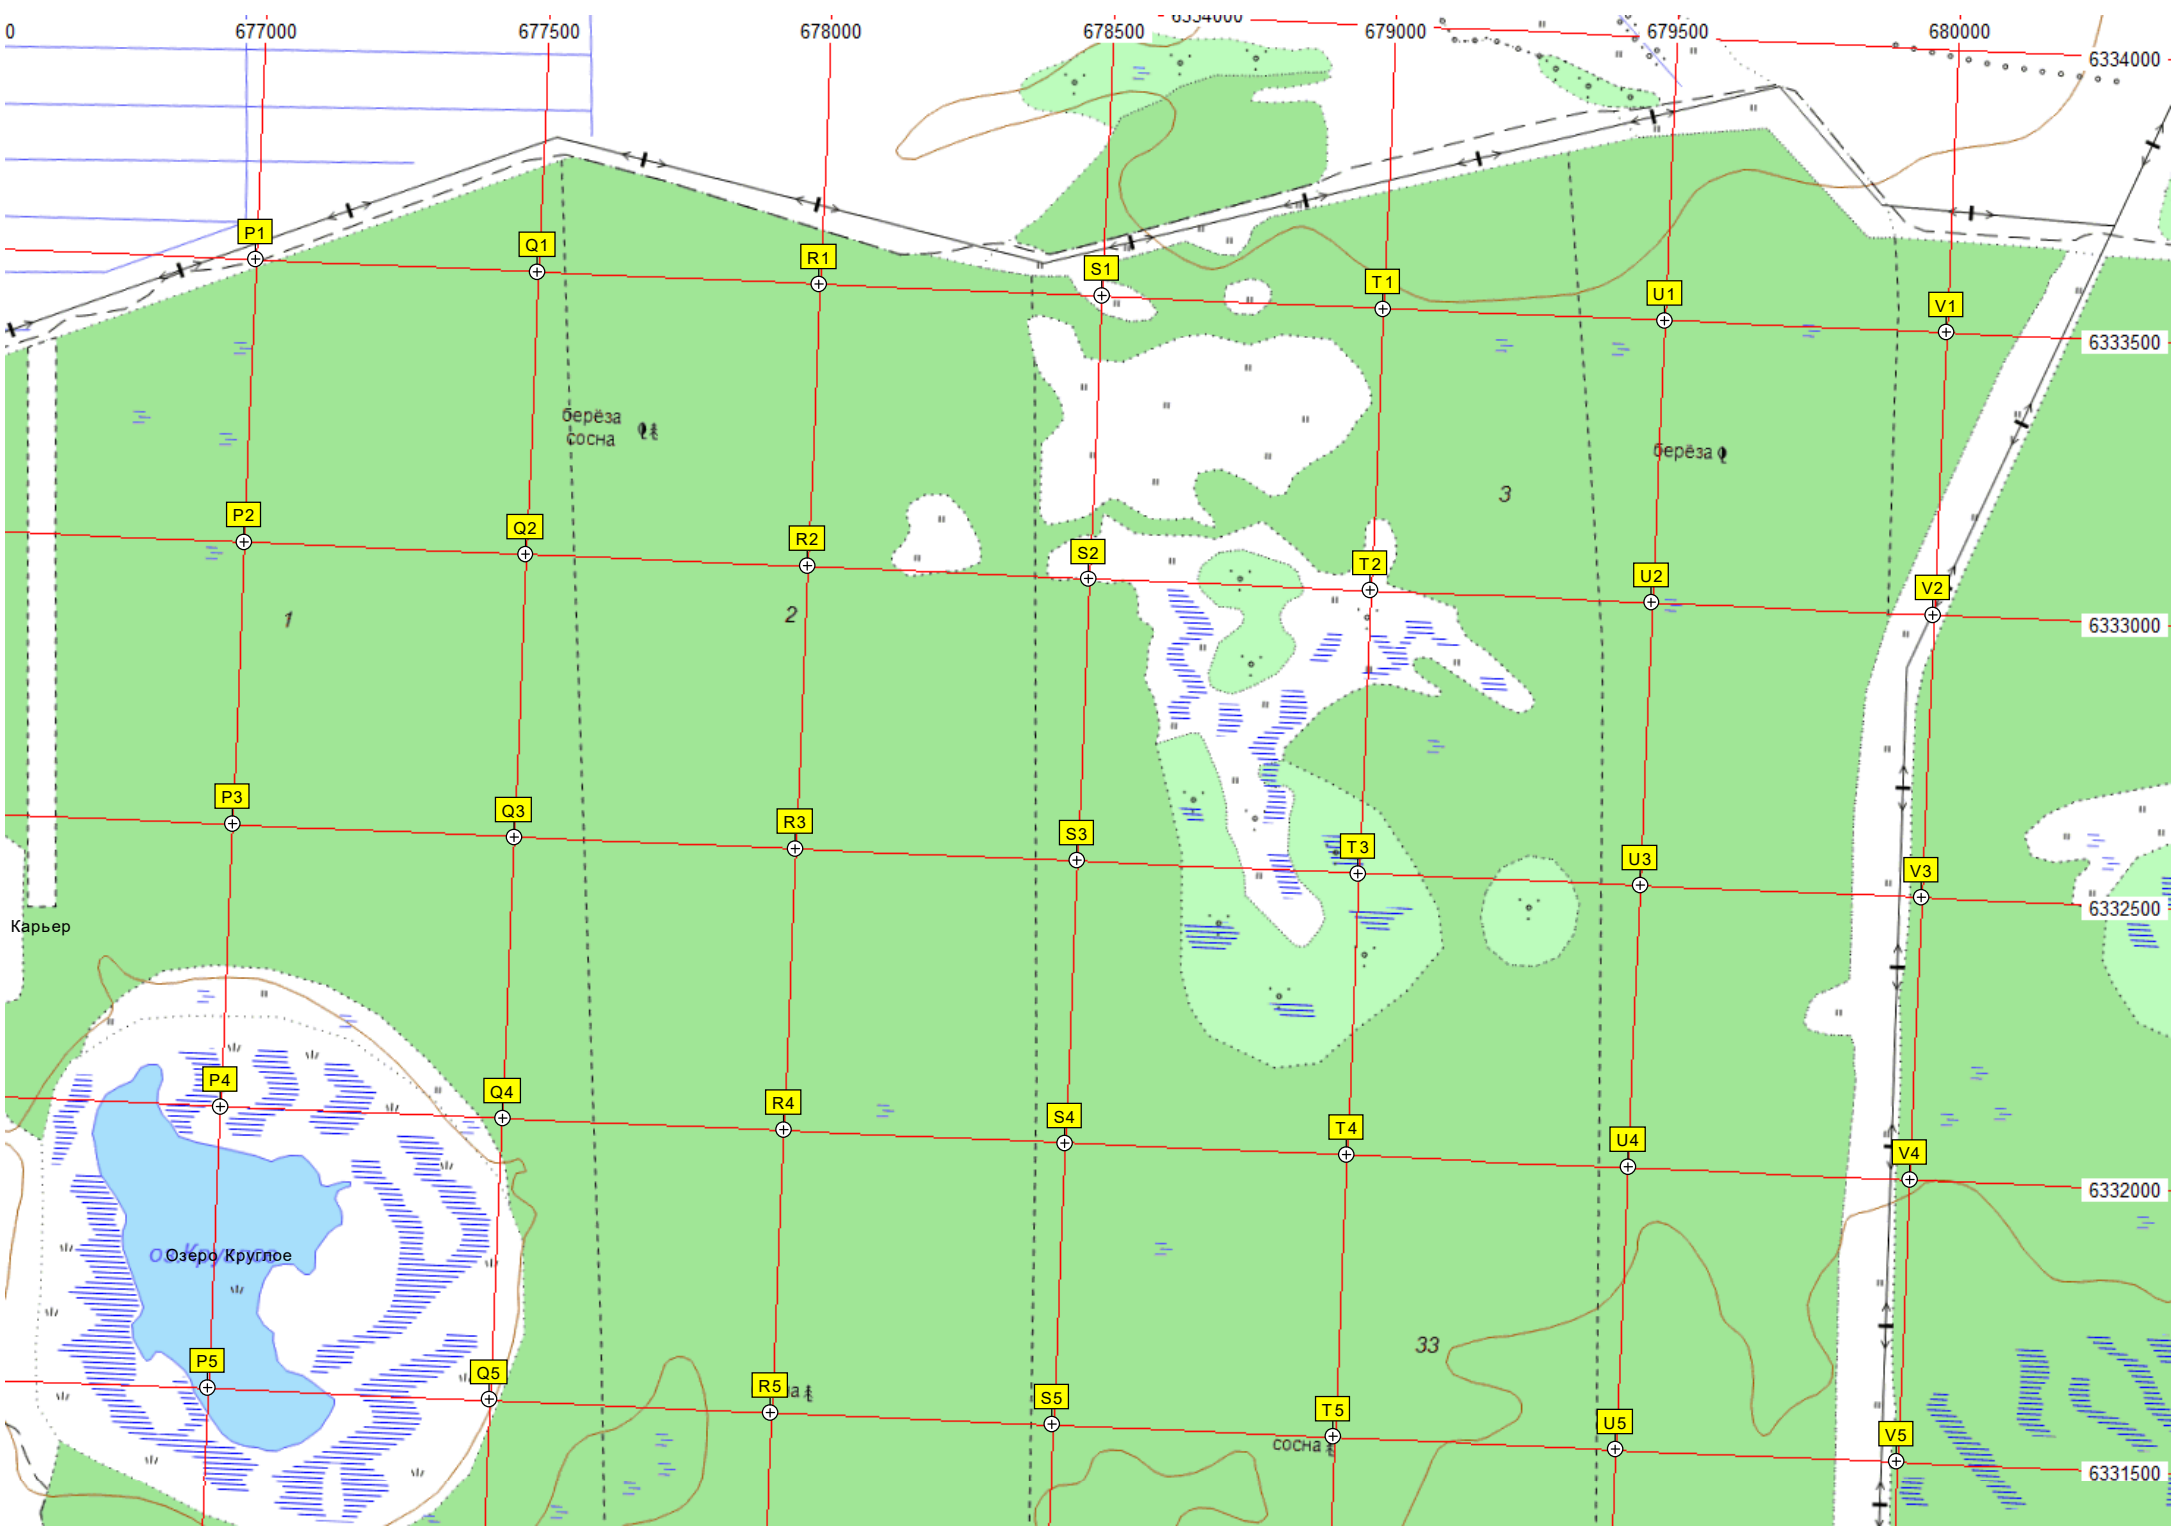 0 677000 677500 678000 678500 679000 679500 680000
6334000
6334000
P1 Q1 R1 S1 T1 U1 V1
6333500
берёза
сосна
берёза
3
P2 Q2 R2 S2 T2 U2 V2
1 2
6333000
P3 Q3 R3 S3 T3 U3 V3
6332500
Карьер
P4 Q4 R4 S4 T4 U4 V4
6332000
оз. Круглое
Озеро Круглое
33
P5 Q5 R5 S5 T5 U5 V5
сосна
6331500